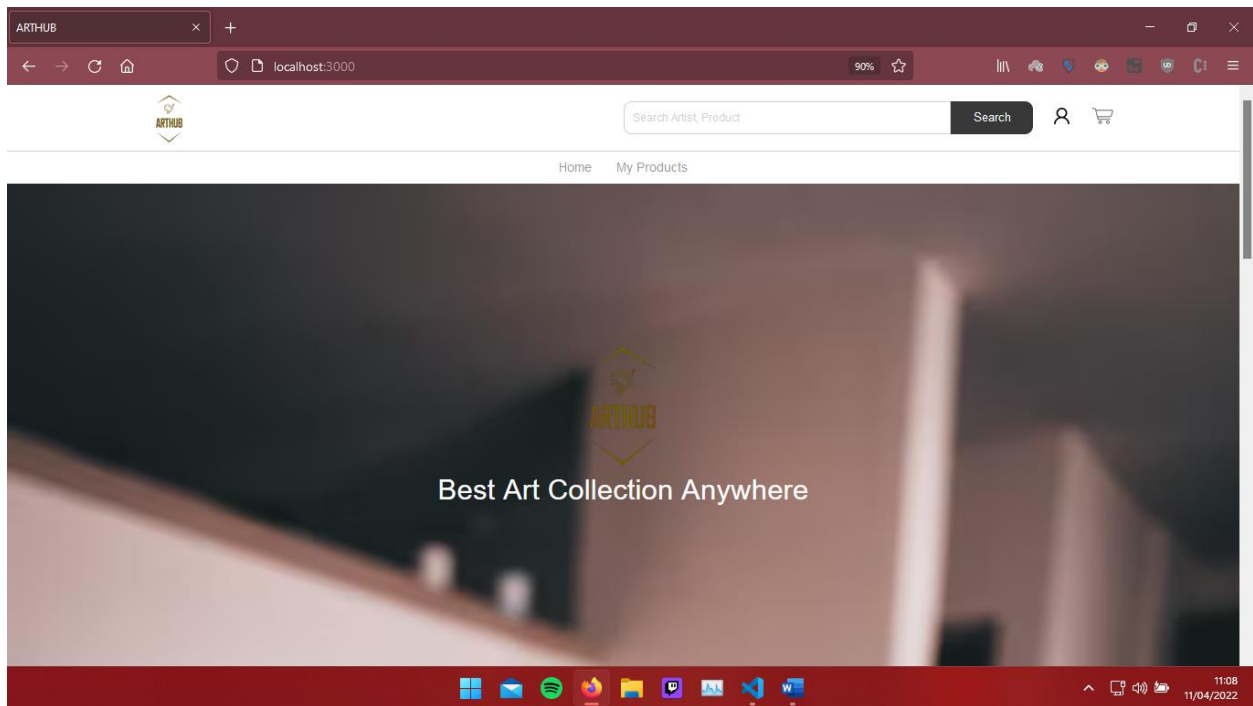 ARTHUB
localhost:3000
90%
ARTHUB
Search Artist, Product
Search
Home My Products
ARTHUB
Best Art Collection Anywhere
11:08
11/04/2022